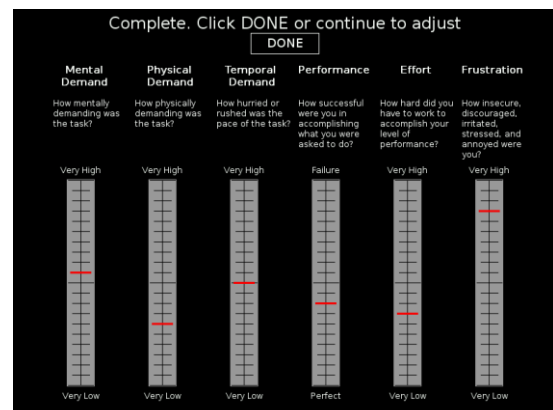 Complete. Click DONE or continue to adjust
DONE
Mental
Demand
How mentally
demanding was
the task?
Very High
Very Low
Physical
Demand
How physically
demanding was
the task?
Very High
Very Low
Temporal
Demand
How hurried or
rushed was the
pace of the task?
Very High
Very Low
Performance
How successful
were you in
accomplishing
what you were
asked to do?
Failure
Perfect
Effort
How hard did you
have to work to
accomplish your
level of
performance?
Very High
Very Low
Frustration
How insecure,
discouraged,
irritated,
stressed, and
annoyed were
you?
Very High
Very Low